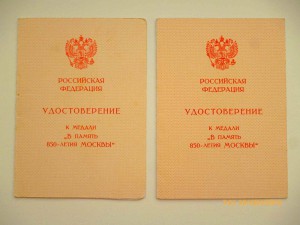 РОССИЙСКАЯ
ФЕДЕРАЦИЯ
УДОСТОВЕРЕНИЕ
К МЕДАЛИ
„В ПАМЯТЬ
850-ЛЕТИЯ МОСКВЫ“
РОССИЙСКАЯ
ФЕДЕРАЦИЯ
УДОСТОВЕРЕНИЕ
К МЕДАЛИ
„В ПАМЯТЬ
850-ЛЕТИЯ МОСКВЫ“